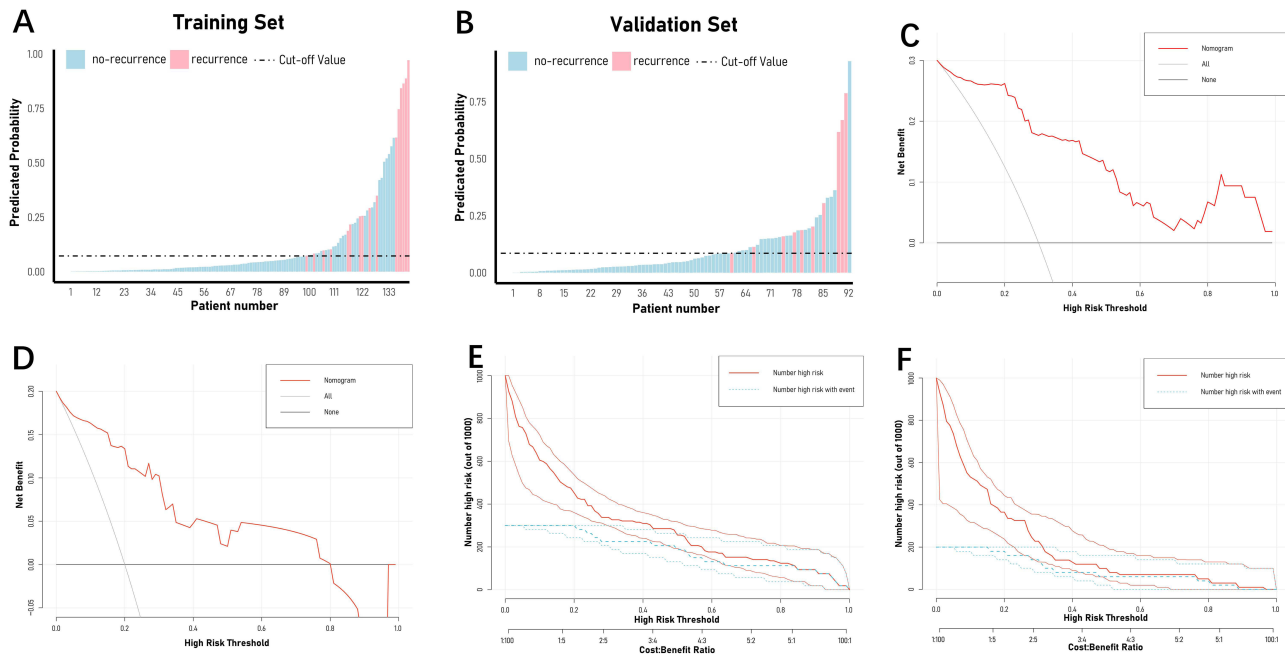 A
Training Set
no-recurrence
recurrence
Cut-off Value
Predicated Probability
1.00
0.75
0.50
0.25
0.00
1 12 23 34 45 56 67 78 89 100 111 122 133
Patient number
B
Validation Set
no-recurrence
recurrence
Cut-off Value
Predicated Probability
1.00
0.75
0.50
0.25
0.00
1 8 15 22 29 36 43 50 57 64 71 78 85 92
Patient number
C
Nomogram
All
None
Net Benefit
0.3
0.2
0.1
0.0
0.0 0.2 0.4 0.6 0.8 1.0
High Risk Threshold
D
Nomogram
All
None
Net Benefit
0.20
0.15
0.10
0.05
0.00
−0.05
0.0 0.2 0.4 0.6 0.8 1.0
High Risk Threshold
E
Number high risk
Number high risk with event
Number high risk (out of 1000)
1000
800
600
400
200
0
0.0 0.2 0.4 0.6 0.8 1.0
High Risk Threshold
1:100 1:5 2:5 3:4 4:3 5:2 5:1 100:1
Cost:Benefit Ratio
F
Number high risk
Number high risk with event
Number high risk (out of 1000)
1000
800
600
400
200
0
0.0 0.2 0.4 0.6 0.8 1.0
High Risk Threshold
1:100 1:5 2:5 3:4 4:3 5:2 5:1 100:1
Cost:Benefit Ratio